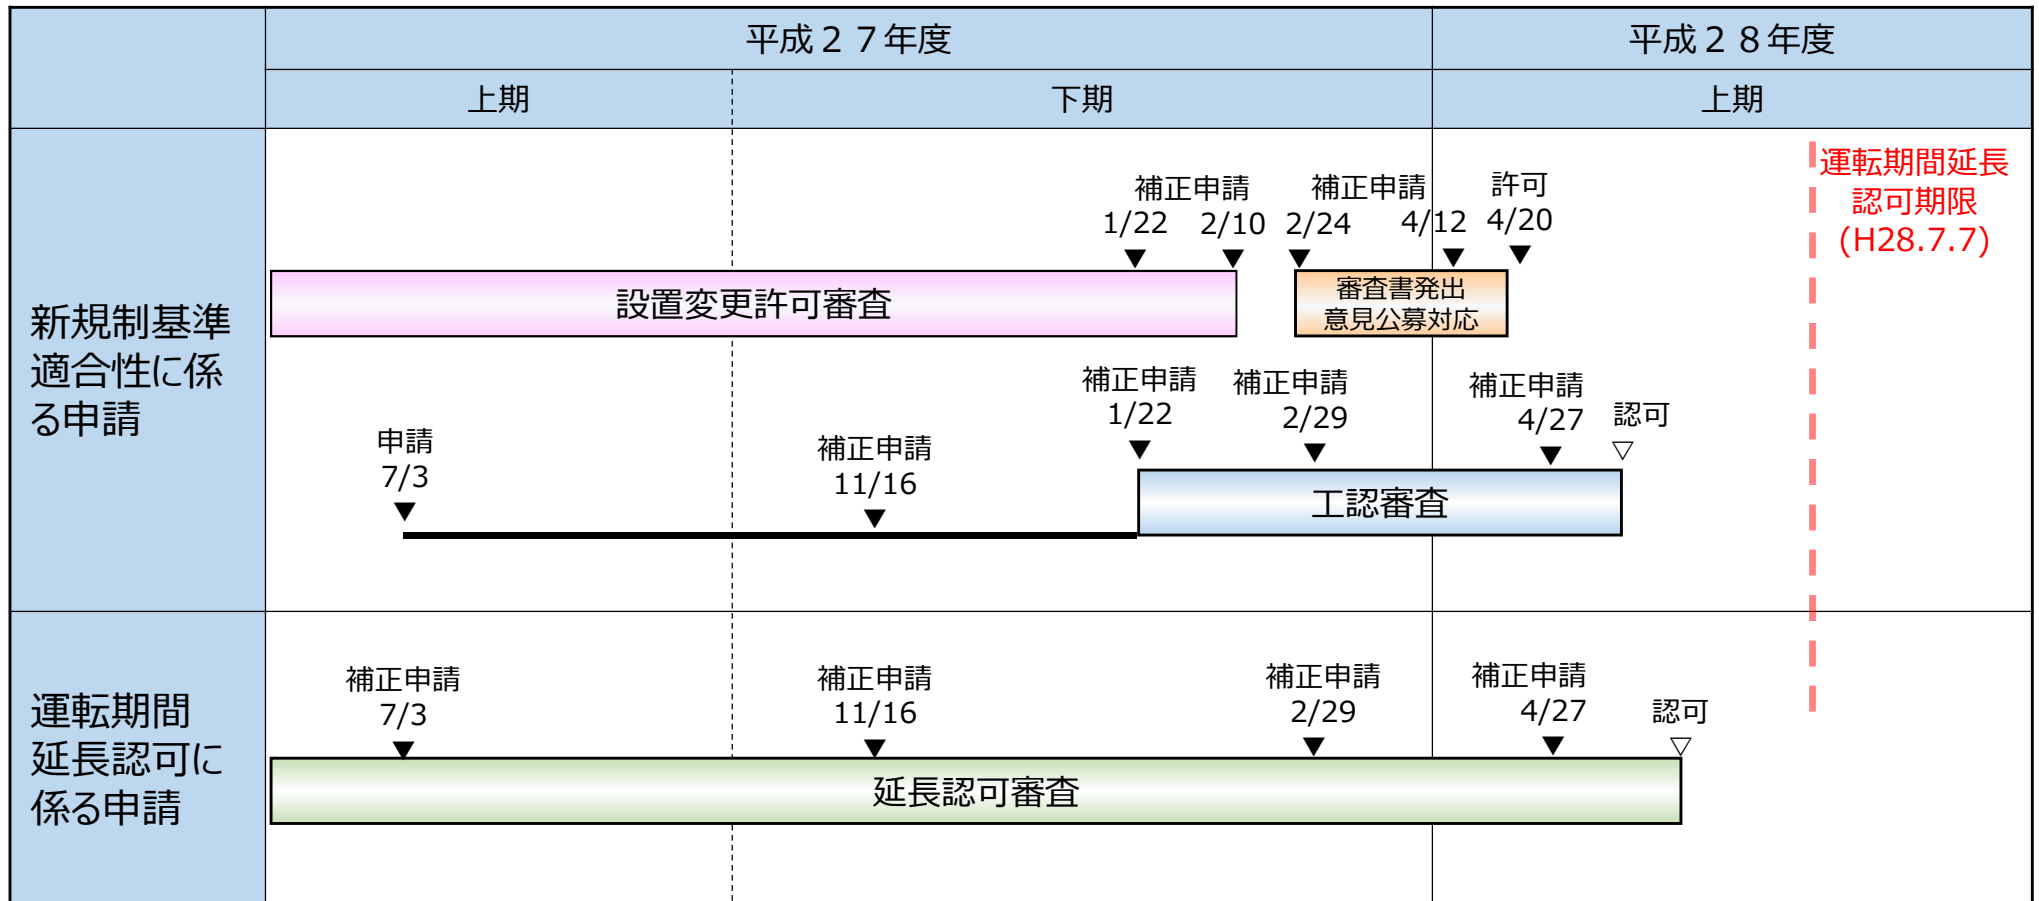 平成２７年度
平成２８年度
上期
下期
上期
新規制基準
適合性に係
る申請
補正申請
1/22
2/10
補正申請
2/24
4/12
許可
4/20
運転期間延長
認可期限
(H28.7.7)
設置変更許可審査
審査書発出
意見公募対応
申請
7/3
補正申請
11/16
補正申請
1/22
補正申請
2/29
補正申請
4/27
認可
工認審査
運転期間
延長認可に
係る申請
補正申請
7/3
補正申請
11/16
補正申請
2/29
補正申請
4/27
認可
延長認可審査